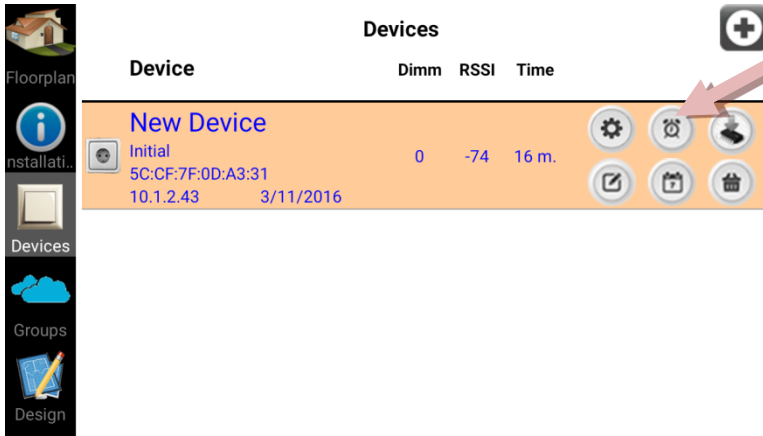 Devices
Device Dimm RSSI Time
New Device
Initial
5C:CF:7F:0D:A3:31
10.1.2.43 3/11/2016
0 -74 16 m.
7
Floorplan
nstallati..
Devices
Groups
Design